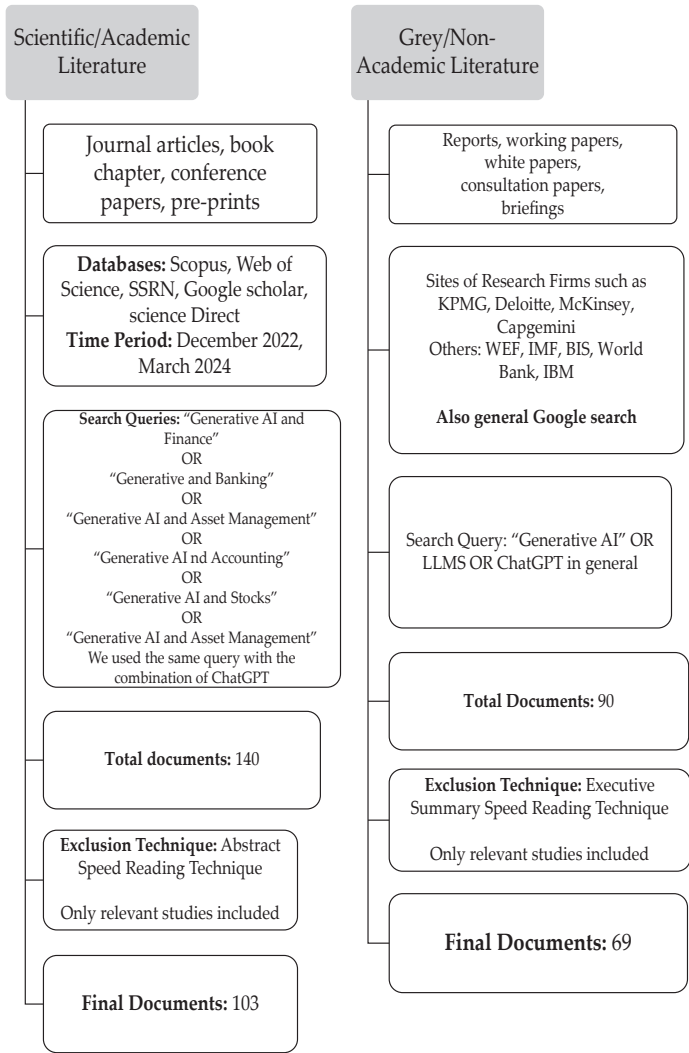 Scientific/Academic
Literature
Journal articles, book
chapter, conference
papers, pre-prints
Databases: Scopus, Web of
Science, SSRN, Google scholar,
science Direct
Time Period: December 2022,
March 2024
Search Queries: “Generative AI and
Finance”
OR
“Generative and Banking”
OR
“Generative AI and Asset Management”
OR
“Generative AI nd Accounting”
OR
“Generative AI and Stocks”
OR
“Generative AI and Asset Management”
We used the same query with the
combination of ChatGPT
Total documents: 140
Exclusion Technique: Abstract
Speed Reading Technique
Only relevant studies included
Final Documents: 103
Grey/Non-
Academic Literature
Reports, working papers,
white papers,
consultation papers,
briefings
Sites of Research Firms such as
KPMG, Deloitte, McKinsey,
Capgemini
Others: WEF, IMF, BIS, World
Bank, IBM
Also general Google search
Search Query: “Generative AI” OR
LLMS OR ChatGPT in general
Total Documents: 90
Exclusion Technique: Executive
Summary Speed Reading Technique
Only relevant studies included
Final Documents: 69